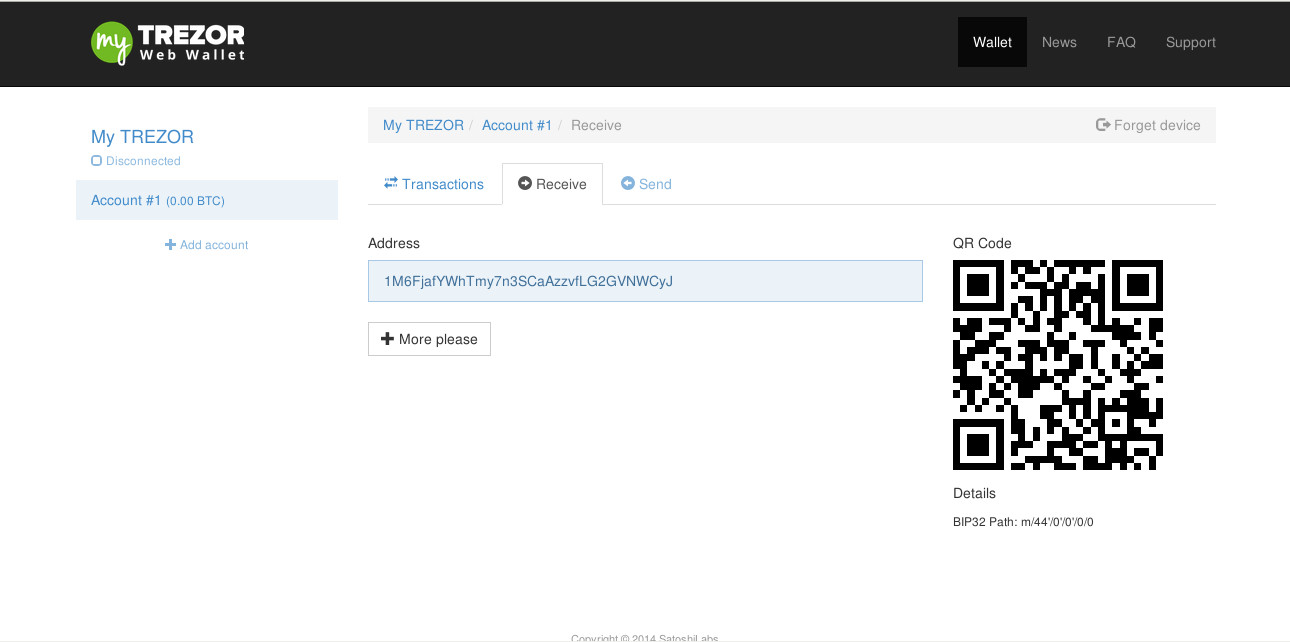 my TREZOR
Web Wallet
Wallet News FAQ Support
My TREZOR
Disconnected
Account #1 (0.00 BTC)
Add account
My TREZOR / Account #1 / Receive
Forget device
Transactions Receive Send
Address
1M6FjafYWhTmy7n3SCaAzzvfLG2GVNWCyJ
More please
QR Code
Details
BIP32 Path: m/44'/0'/0'/0/0
Copyright © 2014 SatoshiLabs